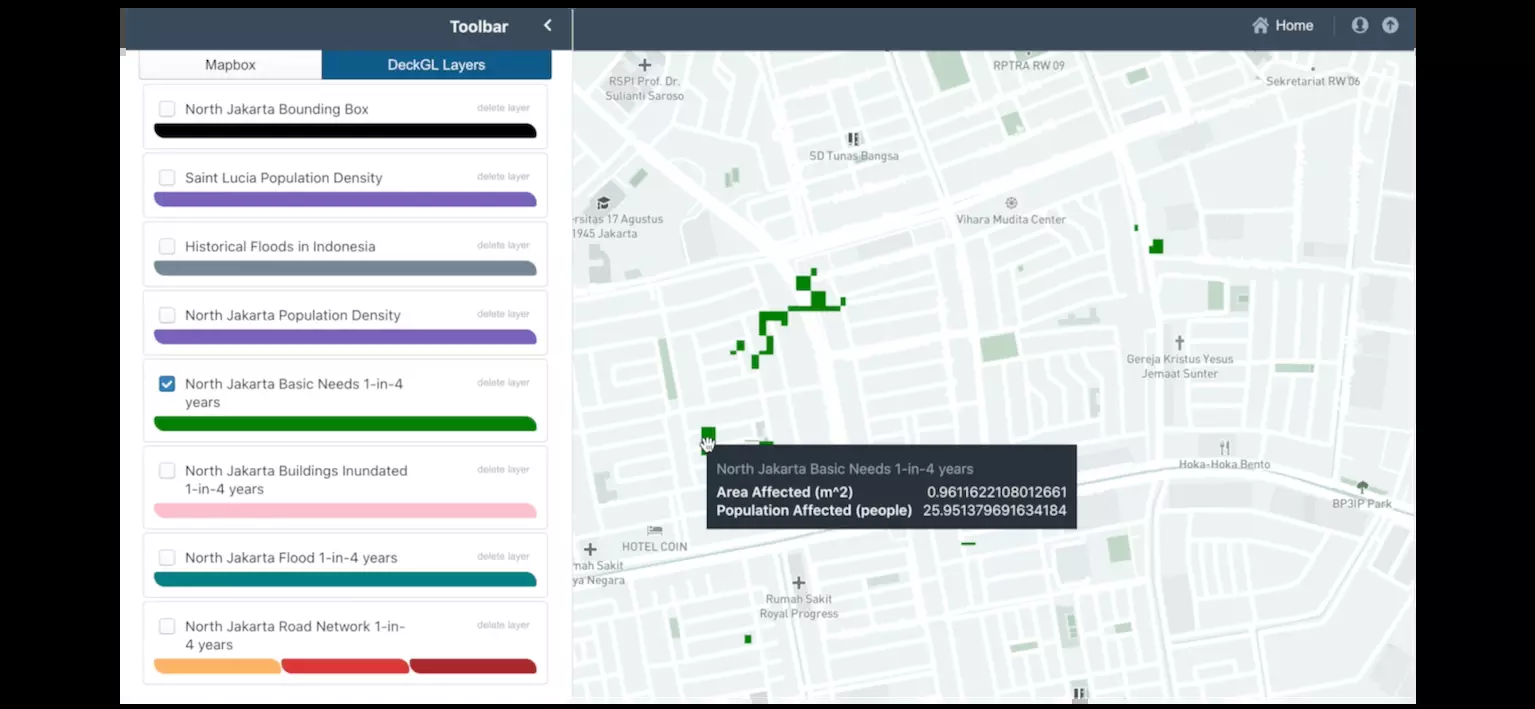 Toolbar
Home
Mapbox
DeckGL Layers
North Jakarta Bounding Box
delete layer
Saint Lucia Population Density
delete layer
Historical Floods in Indonesia
delete layer
North Jakarta Population Density
delete layer
North Jakarta Basic Needs 1-in-4
years
delete layer
North Jakarta Buildings Inundated
1-in-4 years
delete layer
North Jakarta Flood 1-in-4 years
delete layer
North Jakarta Road Network 1-in-
4 years
delete layer
RSPI Prof. Dr.
Sulianti Saroso
RPTRA RW 09
Sekretariat RW 06
SD Tunas Bangsa
rsitas 17 Agustus
1945 Jakarta
Vihara Mudita Center
Gereja Kristus Yesus
Jemaat Sunter
Hoka-Hoka Bento
BP3IP Park
North Jakarta Basic Needs 1-in-4 years
Area Affected (m^2) 0.9611622108012661
Population Affected (people) 25.951379691634184
HOTEL COIN
mah Sakit
ya Negara
Rumah Sakit
Royal Progress